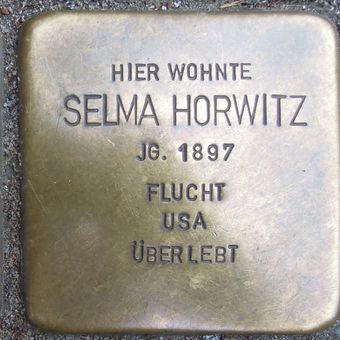 HIER WOHNTE
SELMA HORWITZ
JG. 1897
FLUCHT
USA
ÜBERLEBT